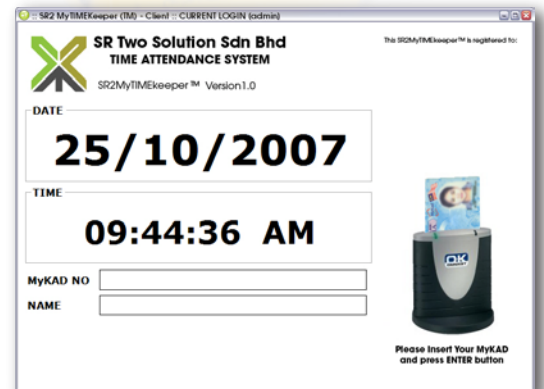 :: SR2 MyTIMEKeeper (TM) - Client :: CURRENT LOGIN (admin)
SR Two Solution Sdn Bhd
TIME ATTENDANCE SYSTEM
SR2MyTIMEkeeper™ Version1.0
This SR2MyTIMEkeeper™ is registered to:
DATE
25/10/2007
TIME
09:44:36 AM
MyKAD NO
NAME
OK
Please Insert Your MyKAD
and press ENTER button